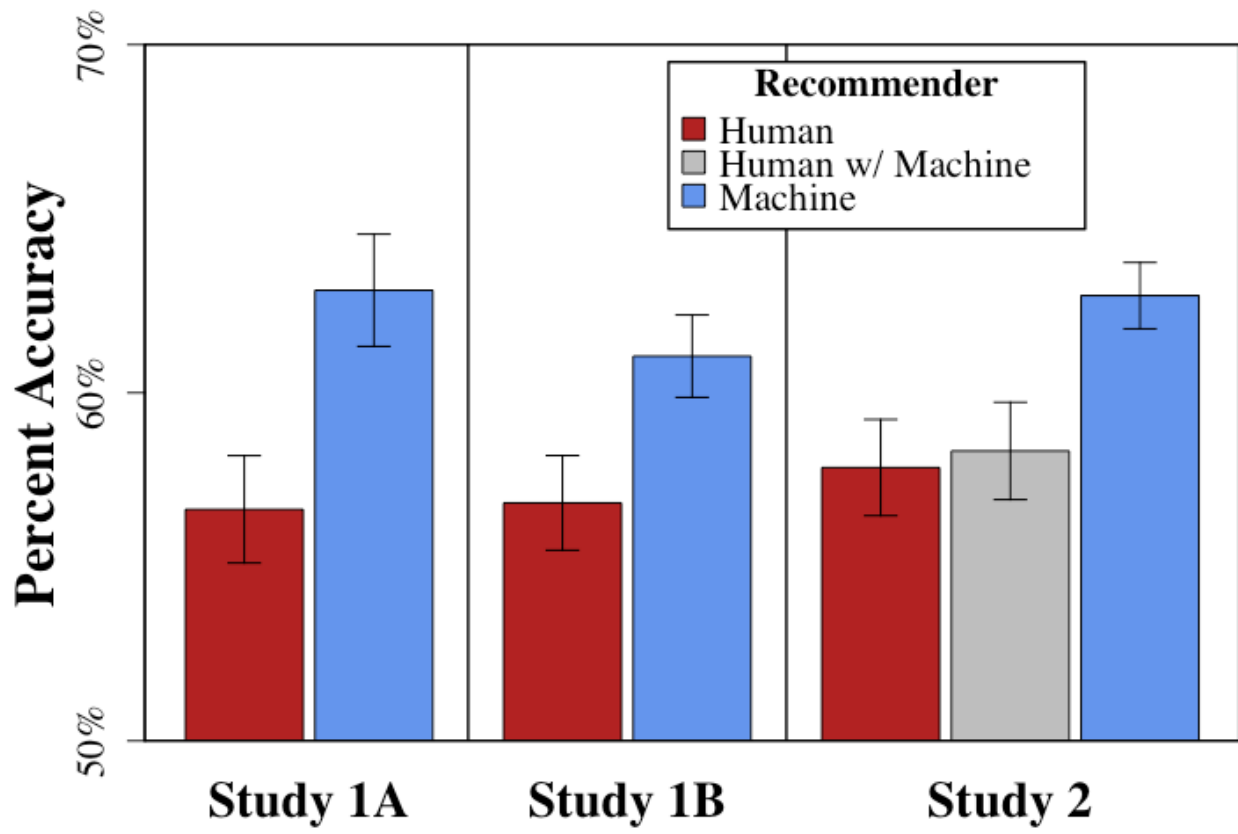 70%
60%
50%
Percent Accuracy
Recommender
Human
Human w/ Machine
Machine
Study 1A
Study 1B
Study 2